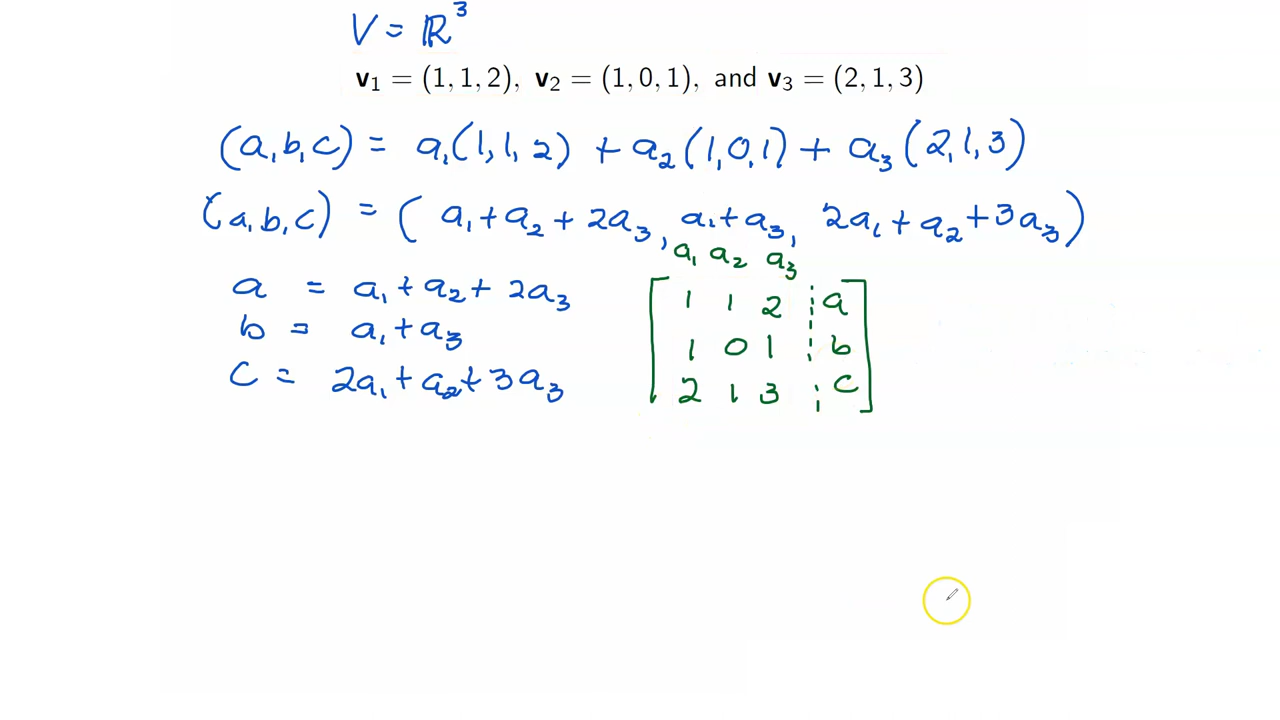 V = ℝ³
v₁ = (1, 1, 2), v₂ = (1, 0, 1), and v₃ = (2, 1, 3)
(a,b,c) = a₁(1,1,2) + a₂(1,0,1) + a₃(2,1,3)
(a,b,c) = (a₁+a₂+2a₃, a₁+a₃, 2a₁+a₂+3a₃)
a₁ a₂ a₃
a = a₁+a₂+2a₃ [1 1 2 ¦ a]
b = a₁+a₃ [1 0 1 ¦ b]
c = 2a₁+a₂+3a₃ [2 1 3 ¦ c]